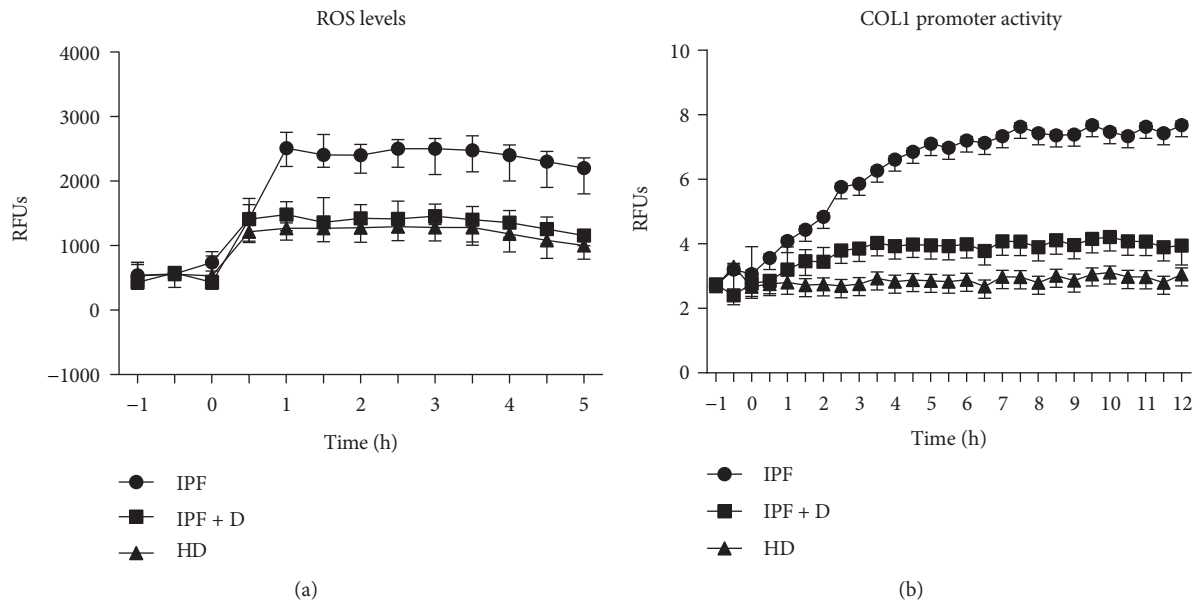 ROS levels
4000
3000
2000
1000
0
−1000
RFUs
−1 0 1 2 3 4 5
Time (h)
IPF
IPF + D
HD
(a)
COL1 promoter activity
10
8
6
4
2
0
RFUs
−1 0 1 2 3 4 5 6 7 8 9 10 11 12
Time (h)
IPF
IPF + D
HD
(b)